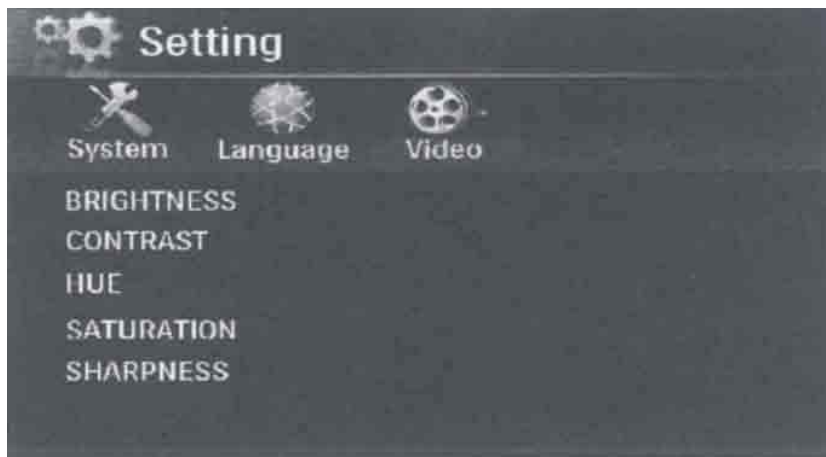 Setting
System Language Video
BRIGHTNESS
CONTRAST
HUE
SATURATION
SHARPNESS